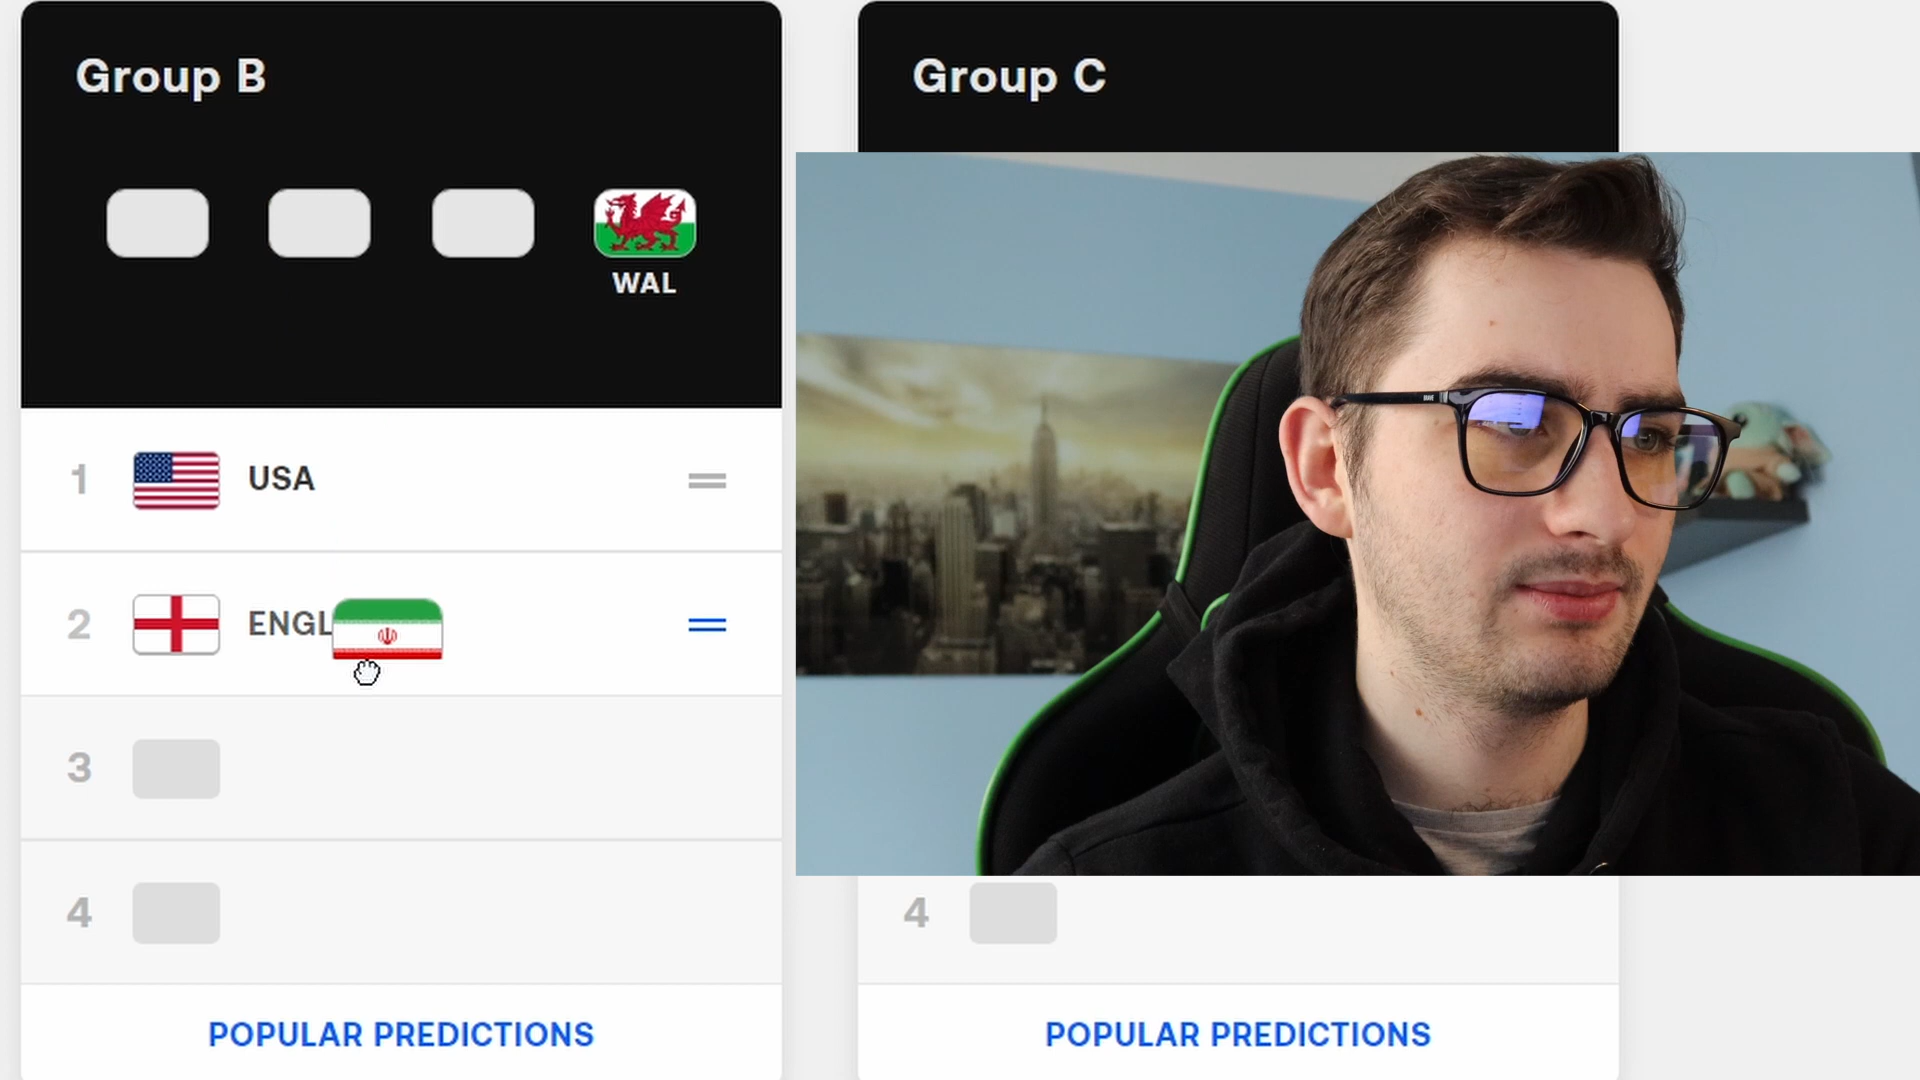 Group B
Group C
WAL
1 USA
2 ENGL
3
4
4
POPULAR PREDICTIONS
POPULAR PREDICTIONS